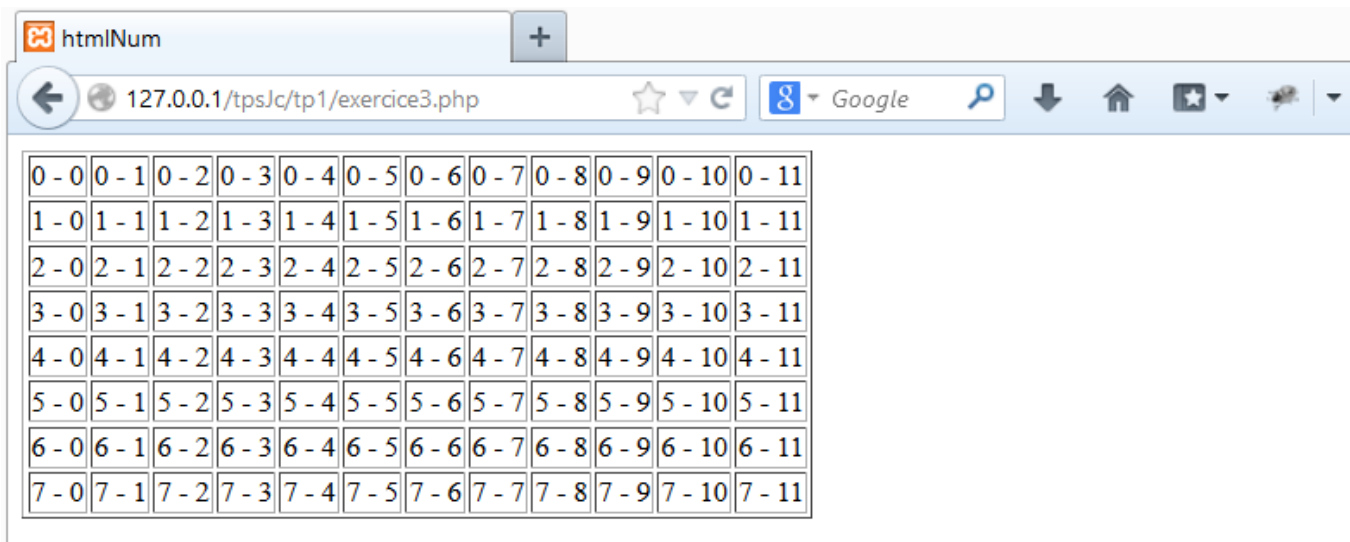 htmlNum
127.0.0.1/tpsJc/tp1/exercice3.php 8 Google
0 - 0 0 - 1 0 - 2 0 - 3 0 - 4 0 - 5 0 - 6 0 - 7 0 - 8 0 - 9 0 - 10 0 - 11
1 - 0 1 - 1 1 - 2 1 - 3 1 - 4 1 - 5 1 - 6 1 - 7 1 - 8 1 - 9 1 - 10 1 - 11
2 - 0 2 - 1 2 - 2 2 - 3 2 - 4 2 - 5 2 - 6 2 - 7 2 - 8 2 - 9 2 - 10 2 - 11
3 - 0 3 - 1 3 - 2 3 - 3 3 - 4 3 - 5 3 - 6 3 - 7 3 - 8 3 - 9 3 - 10 3 - 11
4 - 0 4 - 1 4 - 2 4 - 3 4 - 4 4 - 5 4 - 6 4 - 7 4 - 8 4 - 9 4 - 10 4 - 11
5 - 0 5 - 1 5 - 2 5 - 3 5 - 4 5 - 5 5 - 6 5 - 7 5 - 8 5 - 9 5 - 10 5 - 11
6 - 0 6 - 1 6 - 2 6 - 3 6 - 4 6 - 5 6 - 6 6 - 7 6 - 8 6 - 9 6 - 10 6 - 11
7 - 0 7 - 1 7 - 2 7 - 3 7 - 4 7 - 5 7 - 6 7 - 7 7 - 8 7 - 9 7 - 10 7 - 11